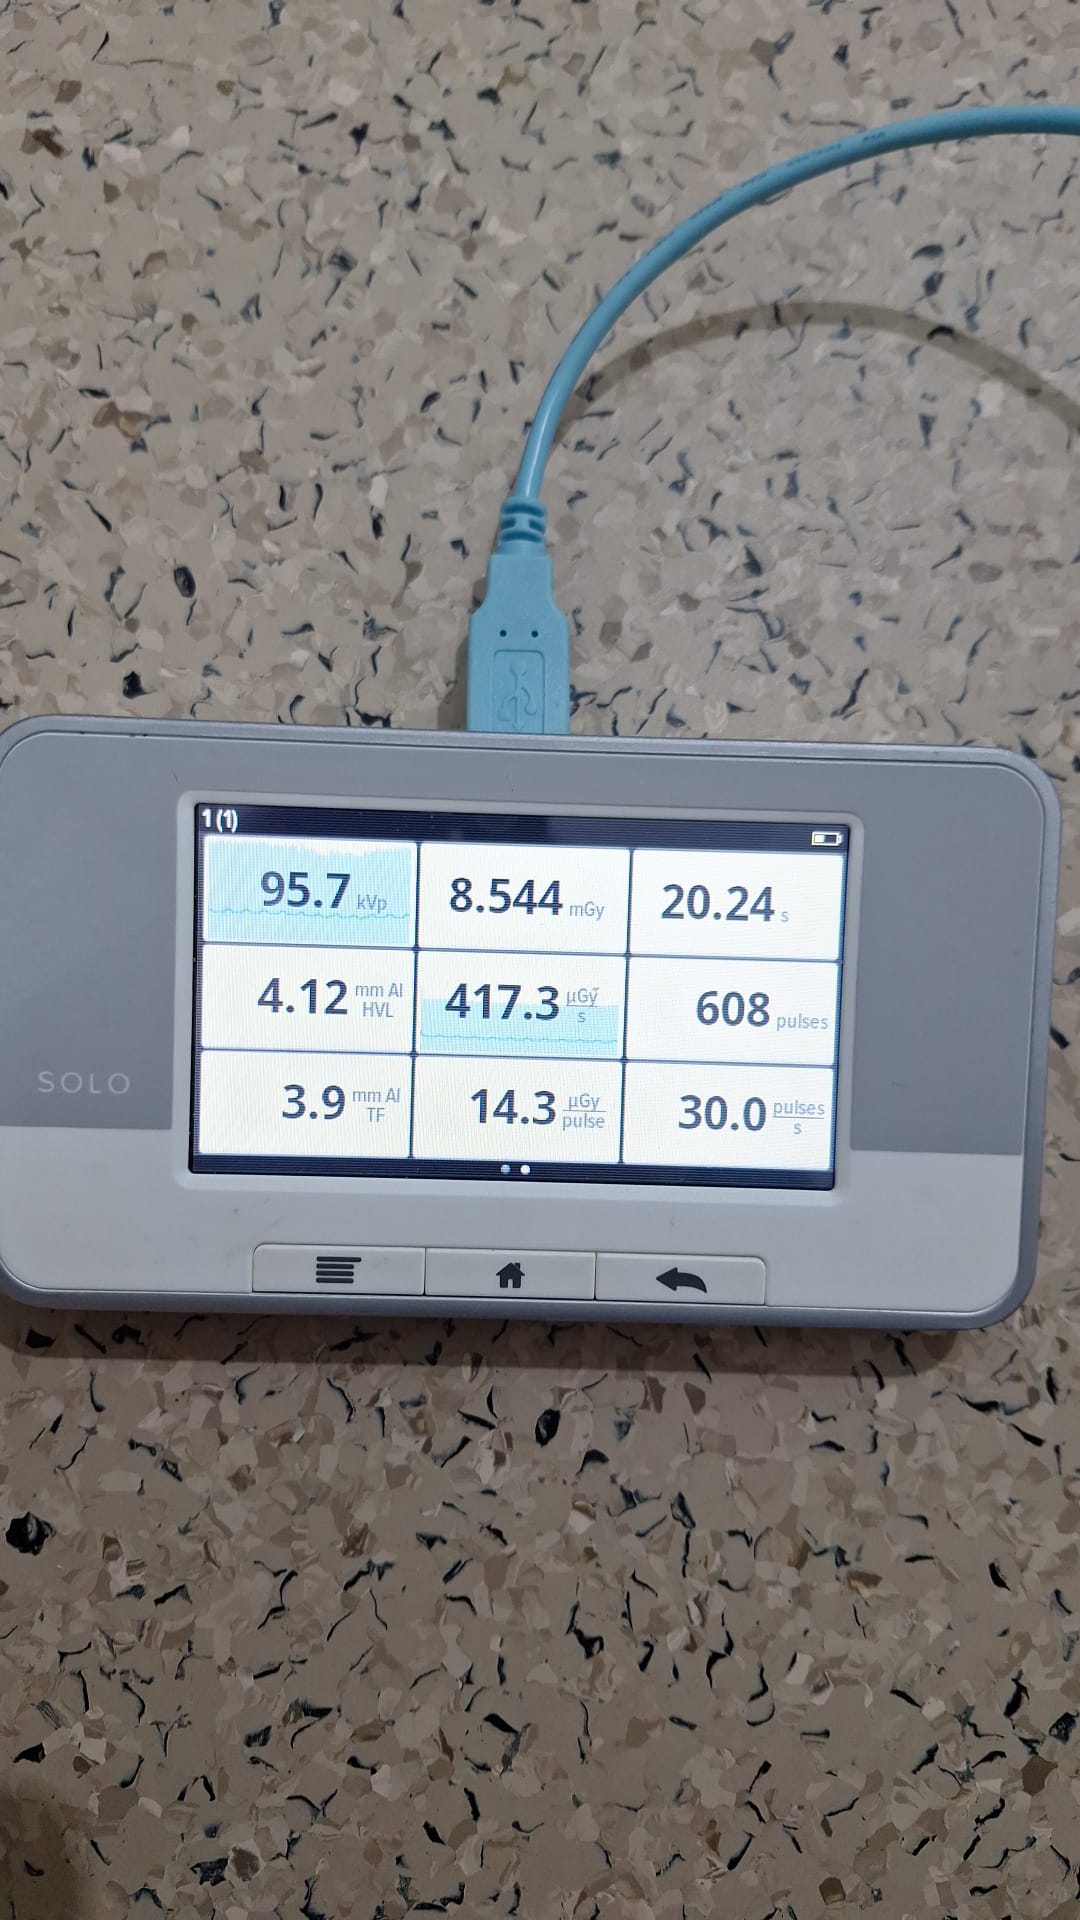 1 (1)
95.7 kVp 8.544 mGy 20.24 s
4.12 mm Al HVL 417.3 µGy/s 608 pulses
3.9 mm Al TF 14.3 µGy/pulse 30.0 pulses/s
SOLO